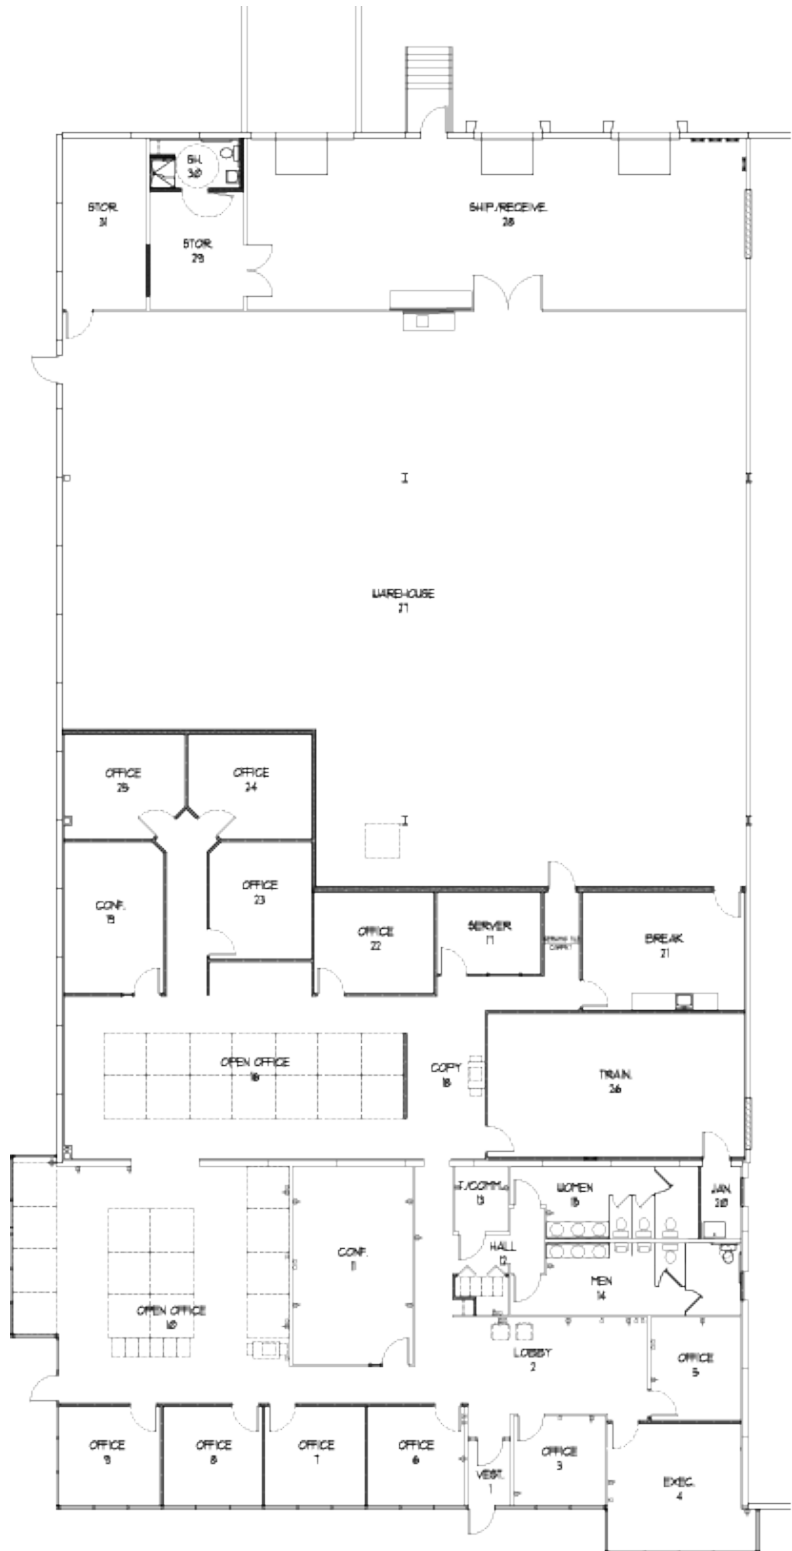 SH.
30
STOR.
31
SHIP/RECEIVE.
28
STOR.
29
WAREHOUSE
27
OFFICE
25
OFFICE
24
OFFICE
23
CONF.
19
OFFICE
22
SERVER
17
BREAK
21
CARPET
OPEN OFFICE
16
COPY
18
TRAIN.
26
T./COMM.
13
WOMEN
15
JAN.
20
HALL
12
CONF.
11
MEN
14
OPEN OFFICE
10
LOBBY
2
OFFICE
5
OFFICE
9
OFFICE
8
OFFICE
7
OFFICE
6
OFFICE
3
VEST.
1
EXEC.
4